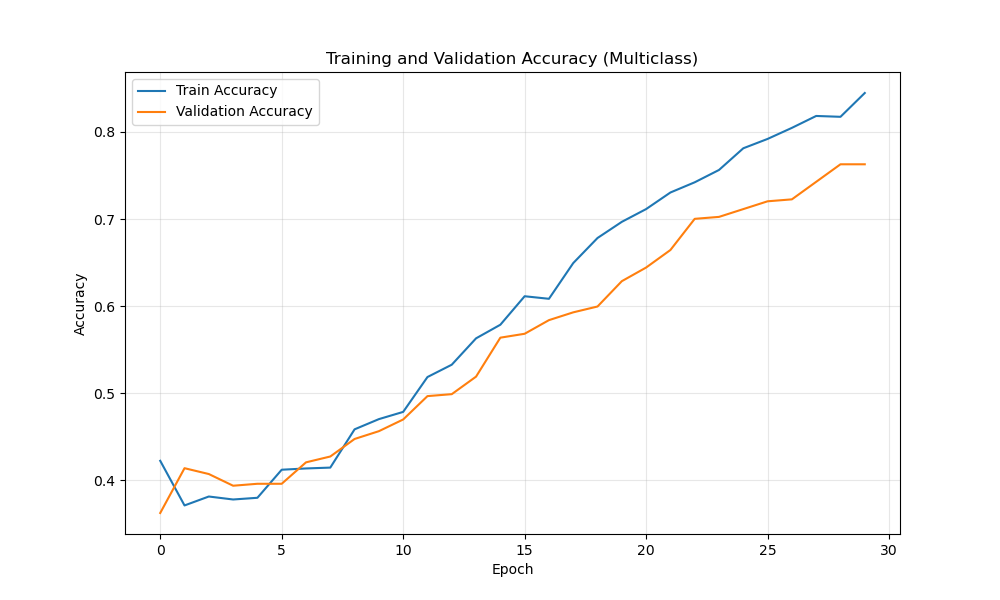 Training and Validation Accuracy (Multiclass)
Train Accuracy
Validation Accuracy
Accuracy
0.8
0.7
0.6
0.5
0.4
0 5 10 15 20 25 30
Epoch